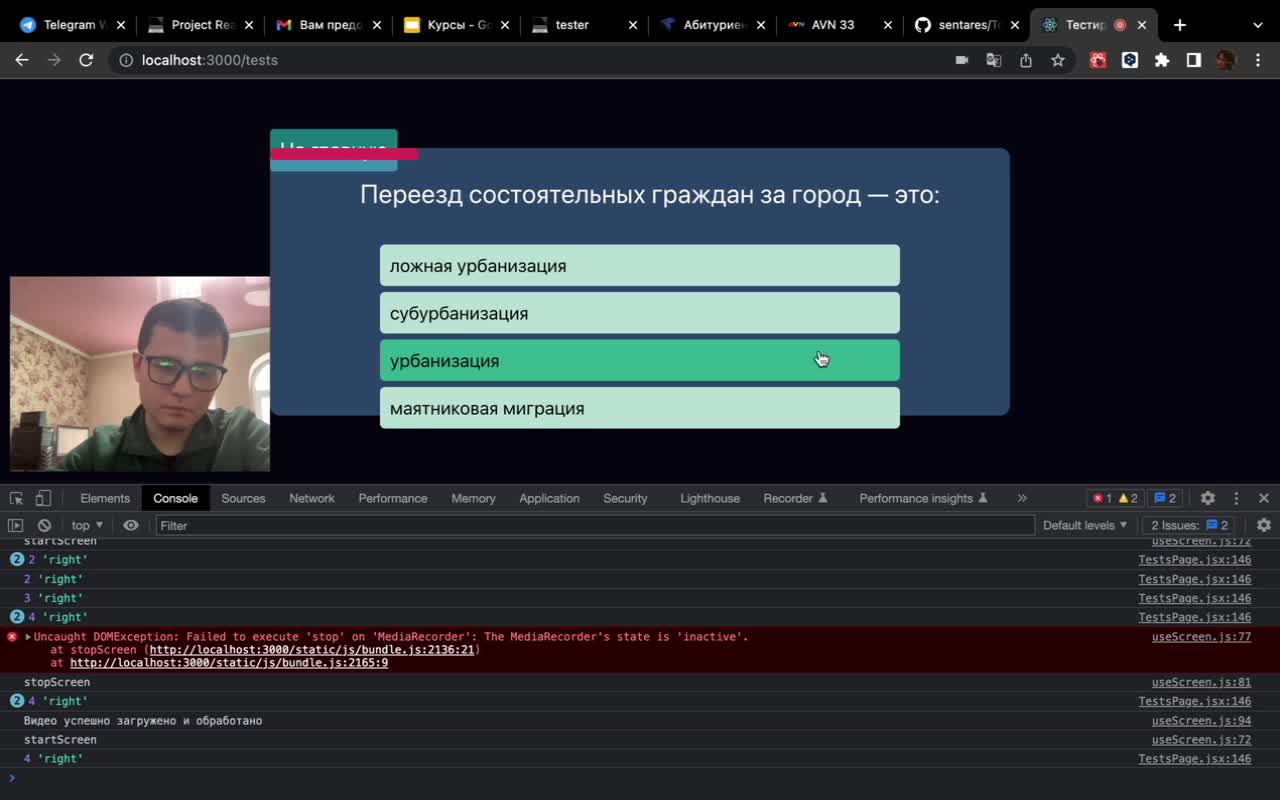 Telegram W
Project Rea
Вам предо
Курсы - Go
tester
Абитуриен
AVN 33
sentares/Te
Тестир
localhost:3000/tests
На главную
Переезд состоятельных граждан за город — это:
ложная урбанизация
субурбанизация
урбанизация
маятниковая миграция
Elements Console Sources Network Performance Memory Application Security Lighthouse Recorder Performance insights » 1 2 2
top Filter Default levels 2 Issues: 2
startScreen useScreen.js:72
2 2 'right' TestsPage.jsx:146
2 'right' TestsPage.jsx:146
3 'right' TestsPage.jsx:146
2 4 'right' TestsPage.jsx:146
Uncaught DOMException: Failed to execute 'stop' on 'MediaRecorder': The MediaRecorder's state is 'inactive'. useScreen.js:77
at stopScreen (http://localhost:3000/static/js/bundle.js:2136:21)
at http://localhost:3000/static/js/bundle.js:2165:9
stopScreen useScreen.js:81
2 4 'right' TestsPage.jsx:146
Видео успешно загружено и обработано useScreen.js:94
startScreen useScreen.js:72
4 'right' TestsPage.jsx:146